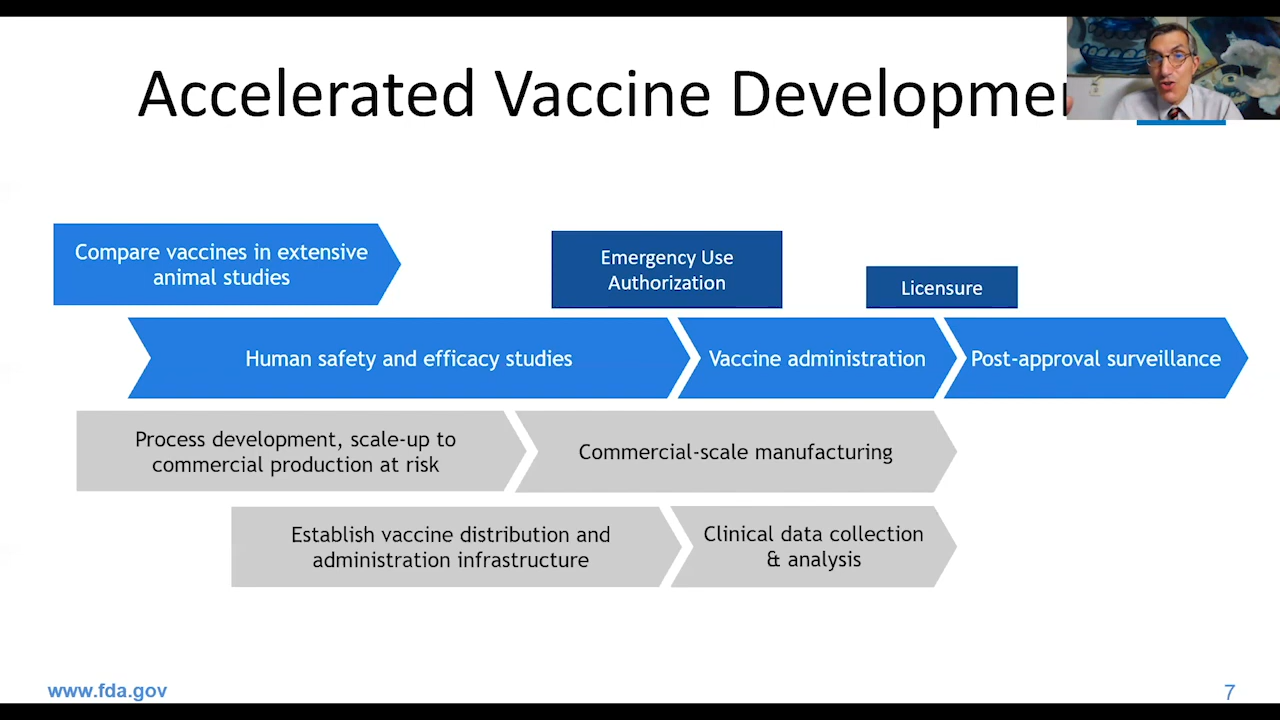 Accelerated Vaccine Developmen
Compare vaccines in extensive
animal studies
Emergency Use
Authorization
Licensure
Human safety and efficacy studies
Vaccine administration
Post-approval surveillance
Process development, scale-up to
commercial production at risk
Commercial-scale manufacturing
Establish vaccine distribution and
administration infrastructure
Clinical data collection
& analysis
www.fda.gov
7